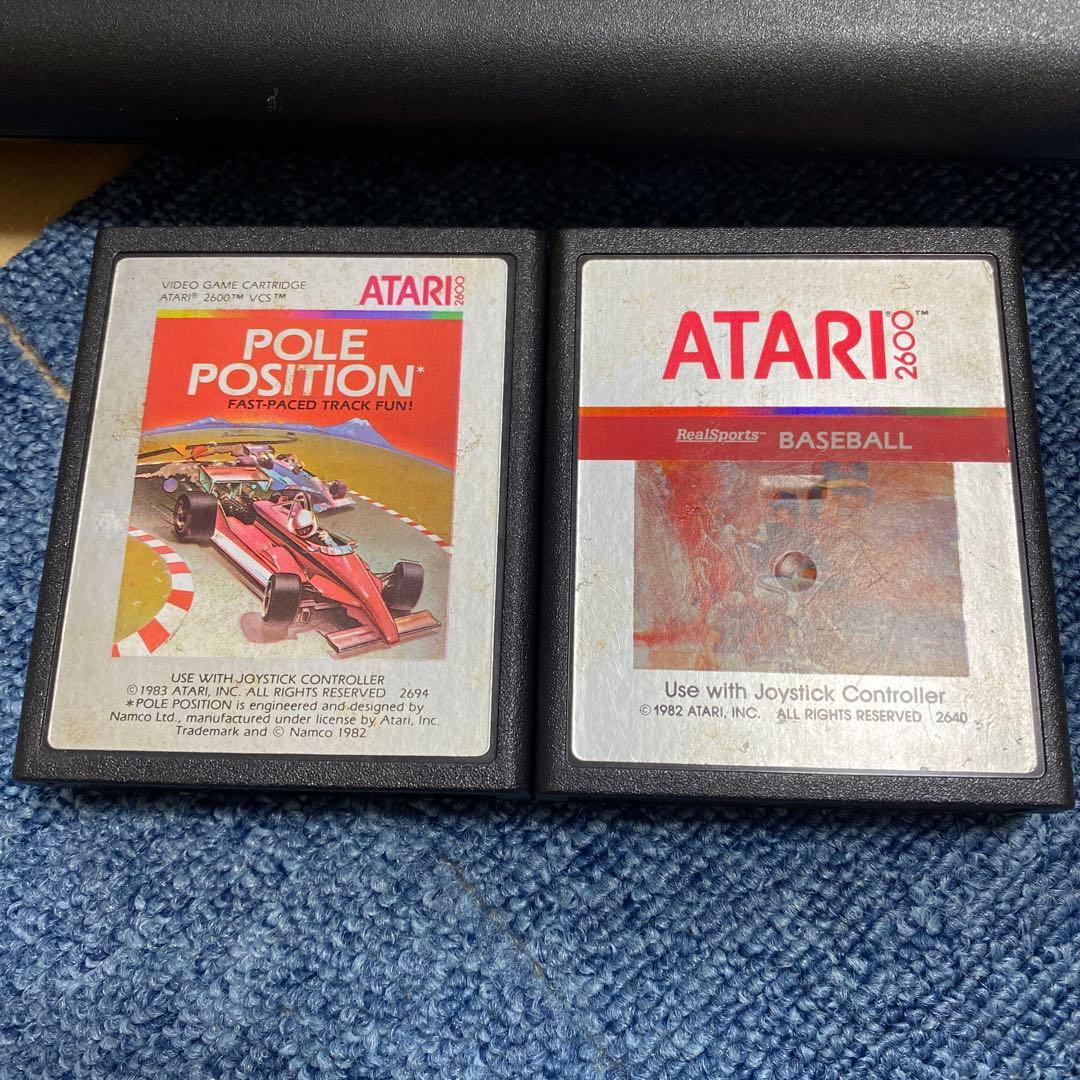 VIDEO GAME CARTRIDGE
ATARI® 2600™ VCS™
ATARI 2600
POLE
POSITION*
FAST-PACED TRACK FUN!
USE WITH JOYSTICK CONTROLLER
©1983 ATARI, INC. ALL RIGHTS RESERVED 2694
*POLE POSITION is engineered and designed by
Namco Ltd., manufactured under license by Atari, Inc.
Trademark and © Namco 1982
ATARI® 2600™
RealSports™ BASEBALL
Use with Joystick Controller
©1982 ATARI, INC. ALL RIGHTS RESERVED 2640